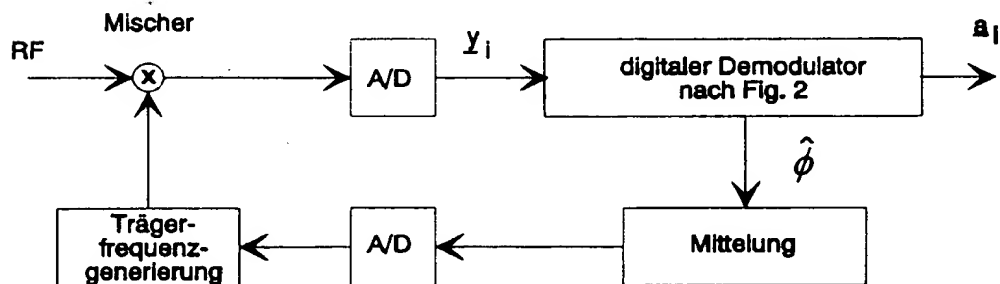 Mischer
RF
x
A/D
y i
digitaler Demodulator
nach Fig. 2
a i
ϕ̂
Träger-
frequenz-
generierung
A/D
Mittelung